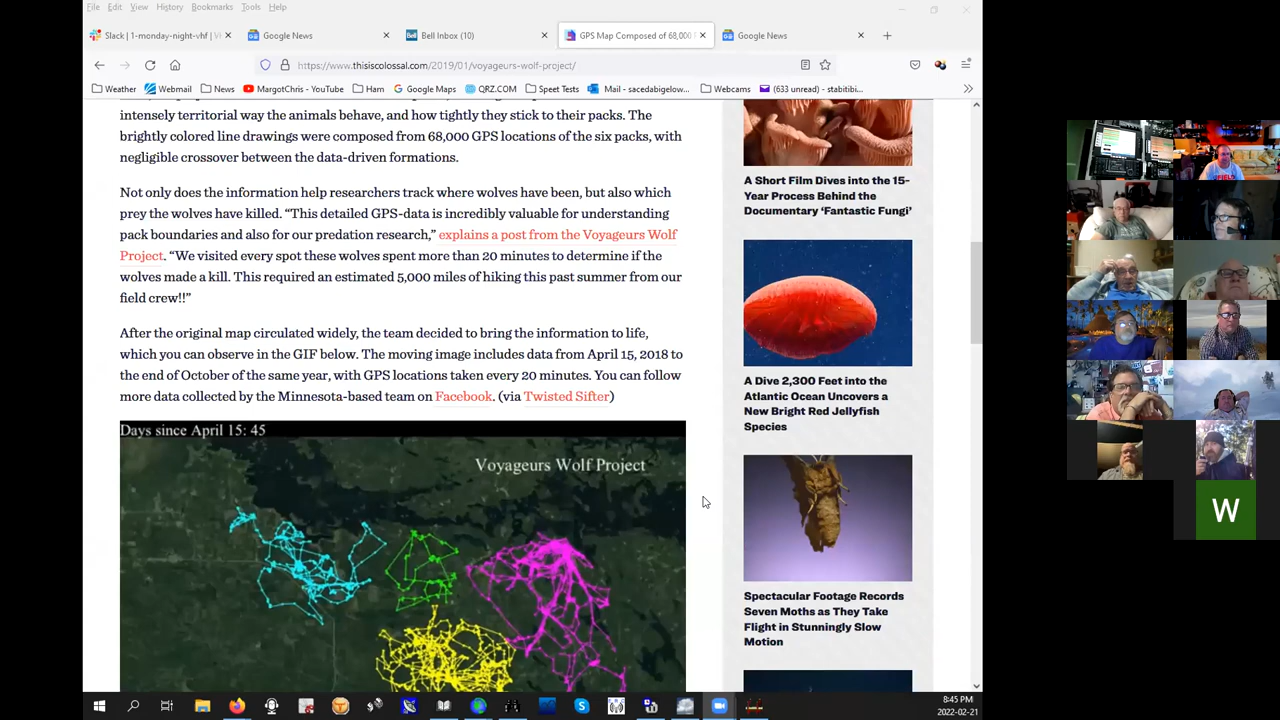 File Edit View History Bookmarks Tools Help
Slack | 1-monday-night-vhf |
Google News
Bell Inbox (10)
GPS Map Composed of 68,000
Google News
https://www.thisiscolossal.com/2019/01/voyageurs-wolf-project/
Weather Webmail News MargotChris - YouTube Ham Google Maps QRZ.COM Speet Tests Mail - sacedabigelow... Webcams (633 unread) - stabitibi...
intensely territorial way the animals behave, and how tightly they stick to their packs. The
brightly colored line drawings were composed from 68,000 GPS locations of the six packs, with
negligible crossover between the data-driven formations.
Not only does the information help researchers track where wolves have been, but also which
prey the wolves have killed. “This detailed GPS-data is incredibly valuable for understanding
pack boundaries and also for our predation research,” explains a post from the Voyageurs Wolf
Project. “We visited every spot these wolves spent more than 20 minutes to determine if the
wolves made a kill. This required an estimated 5,000 miles of hiking this past summer from our
field crew!!”
After the original map circulated widely, the team decided to bring the information to life,
which you can observe in the GIF below. The moving image includes data from April 15, 2018 to
the end of October of the same year, with GPS locations taken every 20 minutes. You can follow
more data collected by the Minnesota-based team on Facebook. (via Twisted Sifter)
Days since April 15: 45
Voyageurs Wolf Project
A Short Film Dives into the 15-
Year Process Behind the
Documentary ‘Fantastic Fungi’
A Dive 2,300 Feet into the
Atlantic Ocean Uncovers a
New Bright Red Jellyfish
Species
Spectacular Footage Records
Seven Moths as They Take
Flight in Stunningly Slow
Motion
W
8:45 PM
2022-02-21